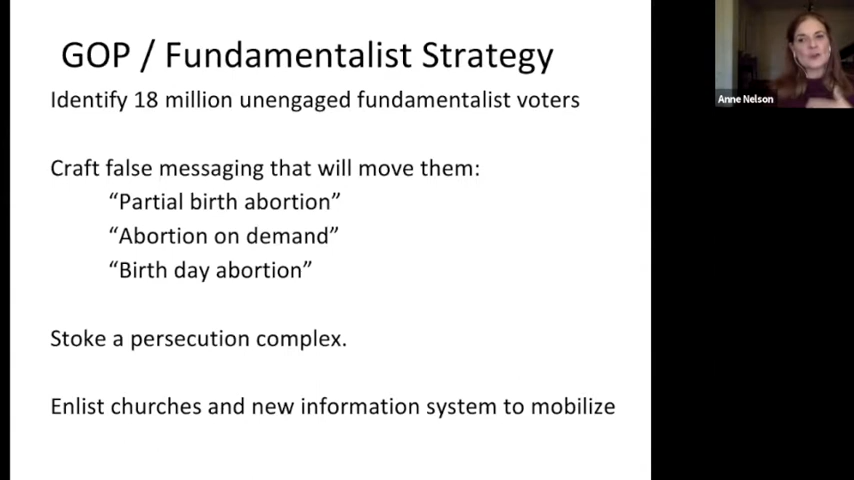 GOP / Fundamentalist Strategy
Identify 18 million unengaged fundamentalist voters
Craft false messaging that will move them:
“Partial birth abortion”
“Abortion on demand”
“Birth day abortion”
Stoke a persecution complex.
Enlist churches and new information system to mobilize
Anne Nelson